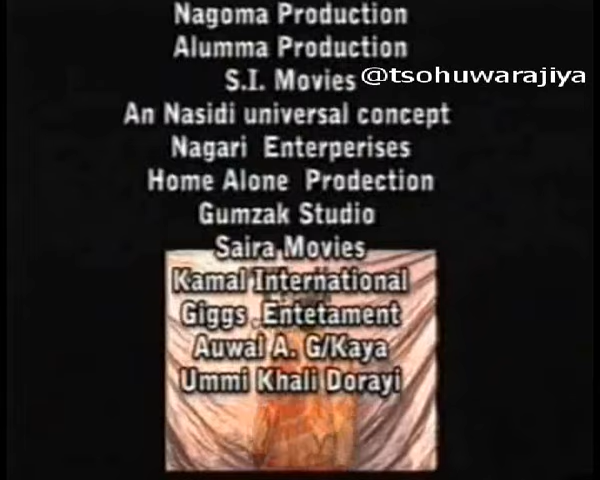 Nagoma Production
Alumma Production
S.I. Movies
@tsohuwarajiya
An Nasidi universal concept
Nagari Enterperises
Home Alone Prodection
Gumzak Studio
Saira Movies
Kamal International
Giggs . Entetament
Auwal A. G/Kaya
Ummi Khali Dorayi